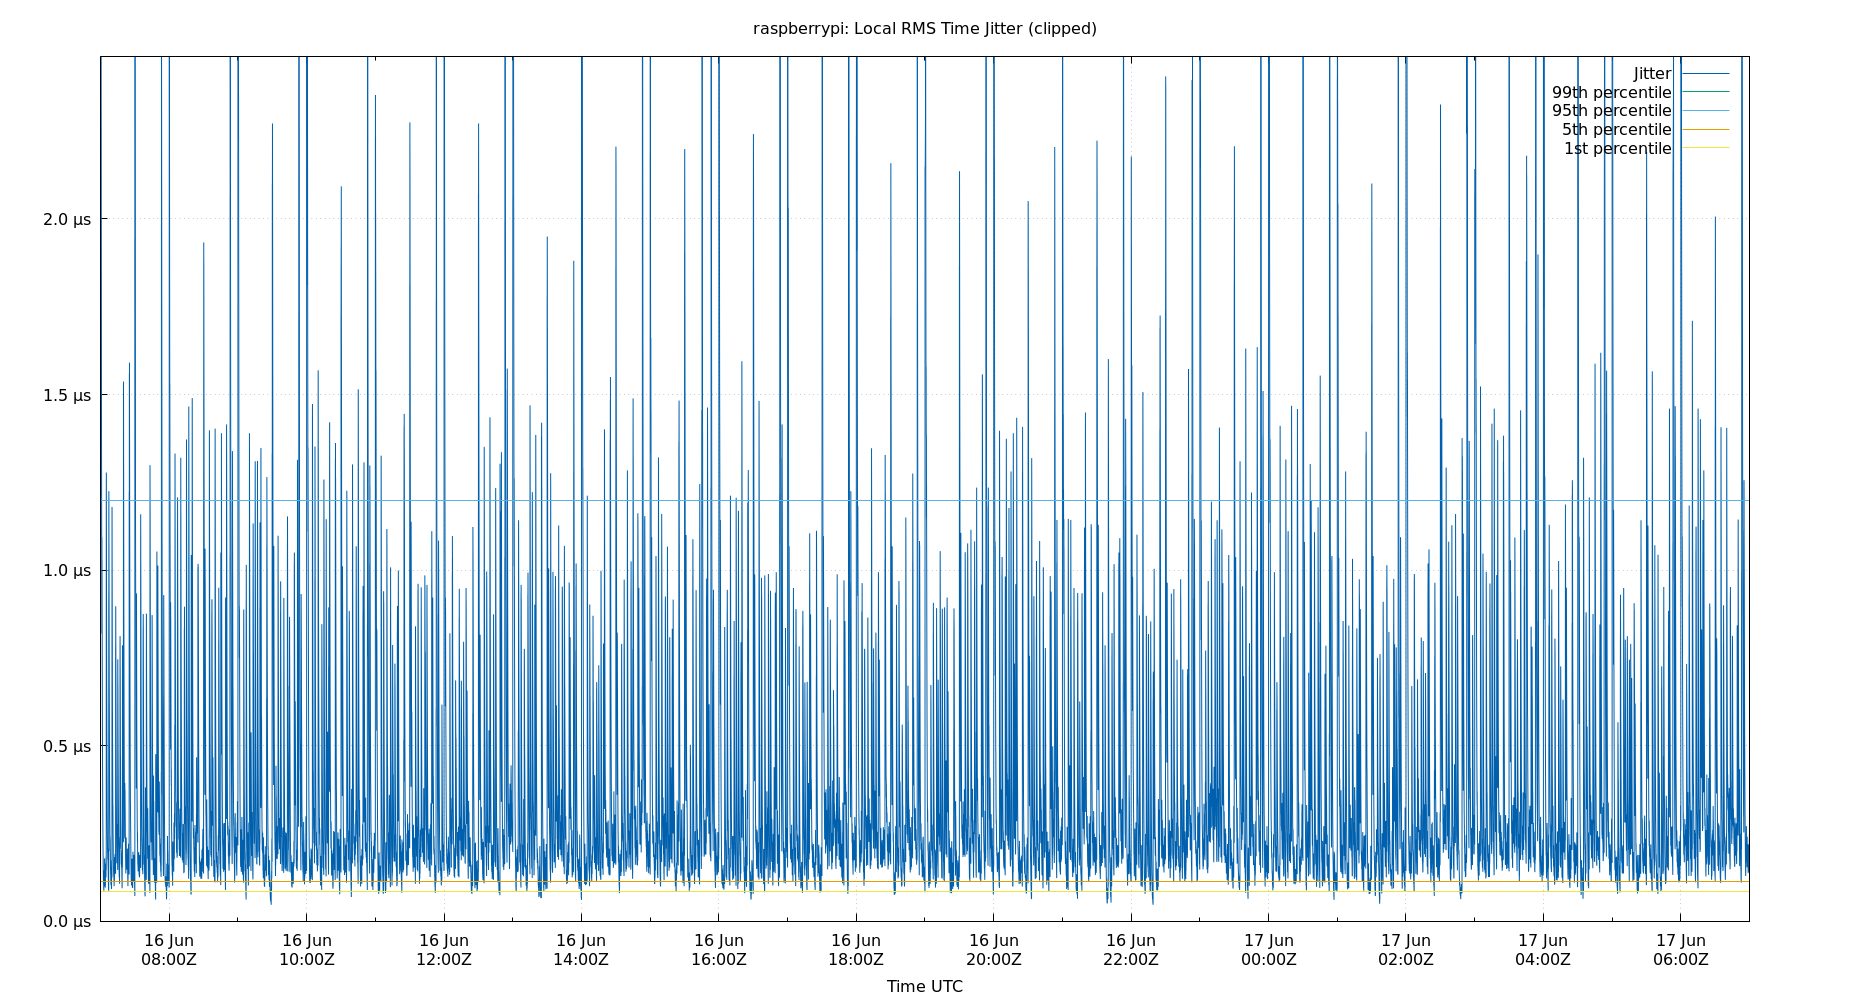 raspberrypi: Local RMS Time Jitter (clipped)
Jitter
99th percentile
95th percentile
5th percentile
1st percentile
2.0 µs
1.5 µs
1.0 µs
0.5 µs
0.0 µs
16 Jun 16 Jun 16 Jun 16 Jun 16 Jun 16 Jun 16 Jun 16 Jun 17 Jun 17 Jun 17 Jun 17 Jun
08:00Z 10:00Z 12:00Z 14:00Z 16:00Z 18:00Z 20:00Z 22:00Z 00:00Z 02:00Z 04:00Z 06:00Z
Time UTC